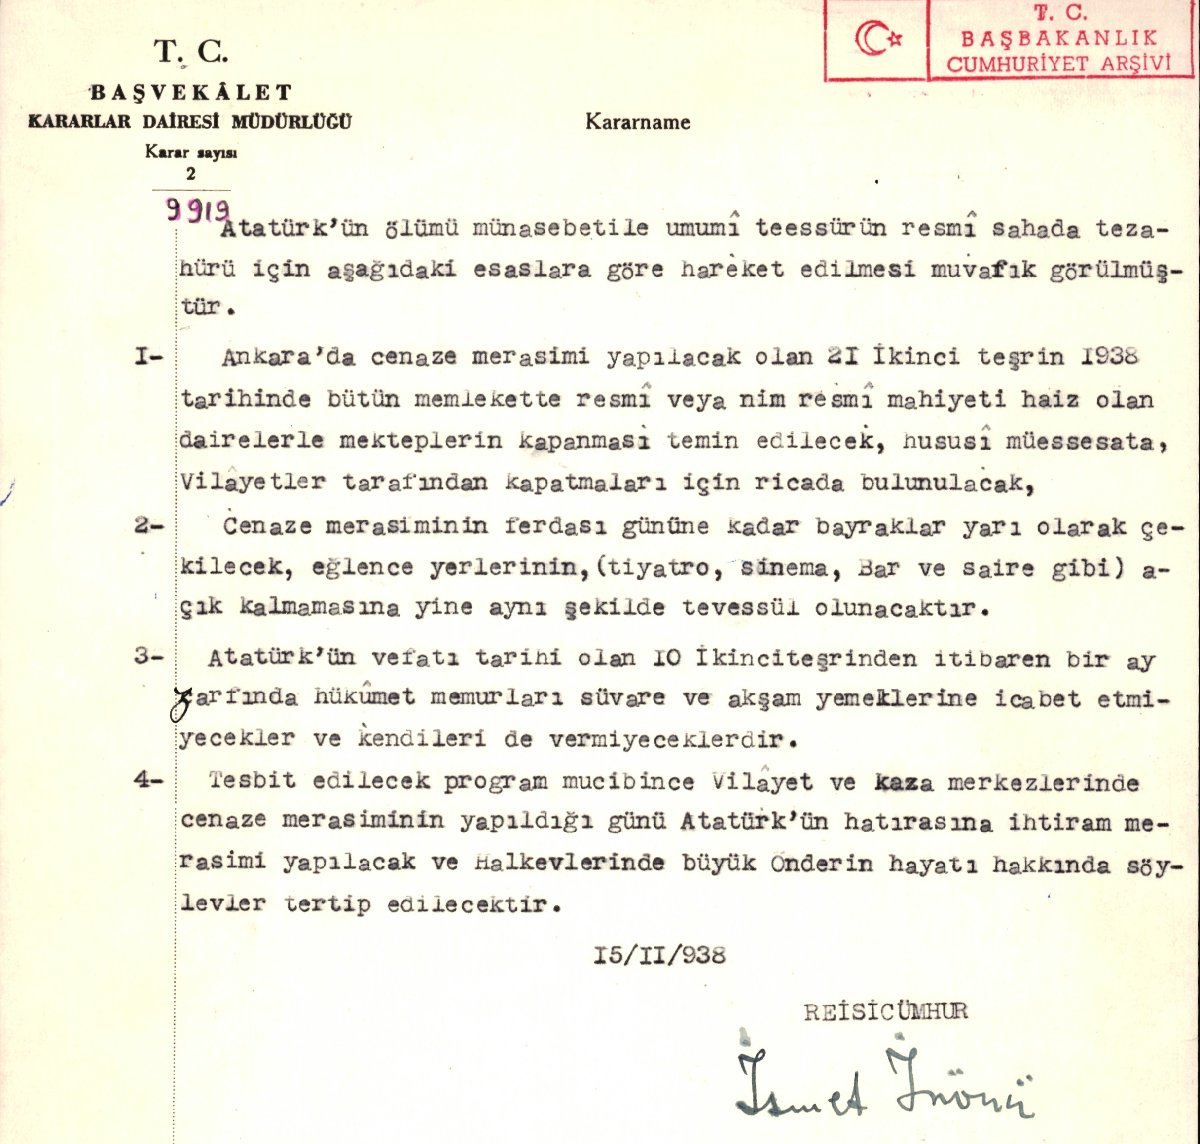 T. C.
BAŞBAKANLIK
CUMHURİYET ARŞİVİ
T. C.
BAŞVEKÂLET
KARARLAR DAİRESİ MÜDÜRLÜĞÜ
Karar sayısı
2
9919
Kararname
Atatürk'ün ölümü münasebetile umumî teessürün resmî sahada teza-
hürü için aşağıdaki esaslara göre hareket edilmesi muvafık görülmüş-
tür.
I- Ankara'da cenaze merasimi yapılacak olan 2I İkinci teşrin 1938
tarihinde bütün memlekette resmî veya nim resmî mahiyeti haiz olan
dairelerle mekteplerin kapanması temin edilecek, hususî müessesata,
Vilâyetler tarafından kapatmaları için ricada bulunulacak,
2- Cenaze merasiminin ferdası gününe kadar bayraklar yarı olarak çe-
kilecek, eğlence yerlerinin,(tiyatro, sinema, Bar ve saire gibi) a-
çık kalmamasına yine aynı şekilde tevessül olunacaktır.
3- Atatürk'ün vefatı tarihi olan IO İkinciteşrinden itibaren bir ay
zarfında hükûmet memurları süvare ve akşam yemeklerine icabet etmi-
yecekler ve kendileri de vermiyeceklerdir.
4- Tesbit edilecek program mucibince Vilâyet ve kaza merkezlerinde
cenaze merasiminin yapıldığı günü Atatürk'ün hatırasına ihtiram me-
rasimi yapılacak ve Halkevlerinde büyük Önderin hayatı hakkında söy-
levler tertip edilecektir.
I5/II/938
REİSİCÜMHUR
İsmet İnönü